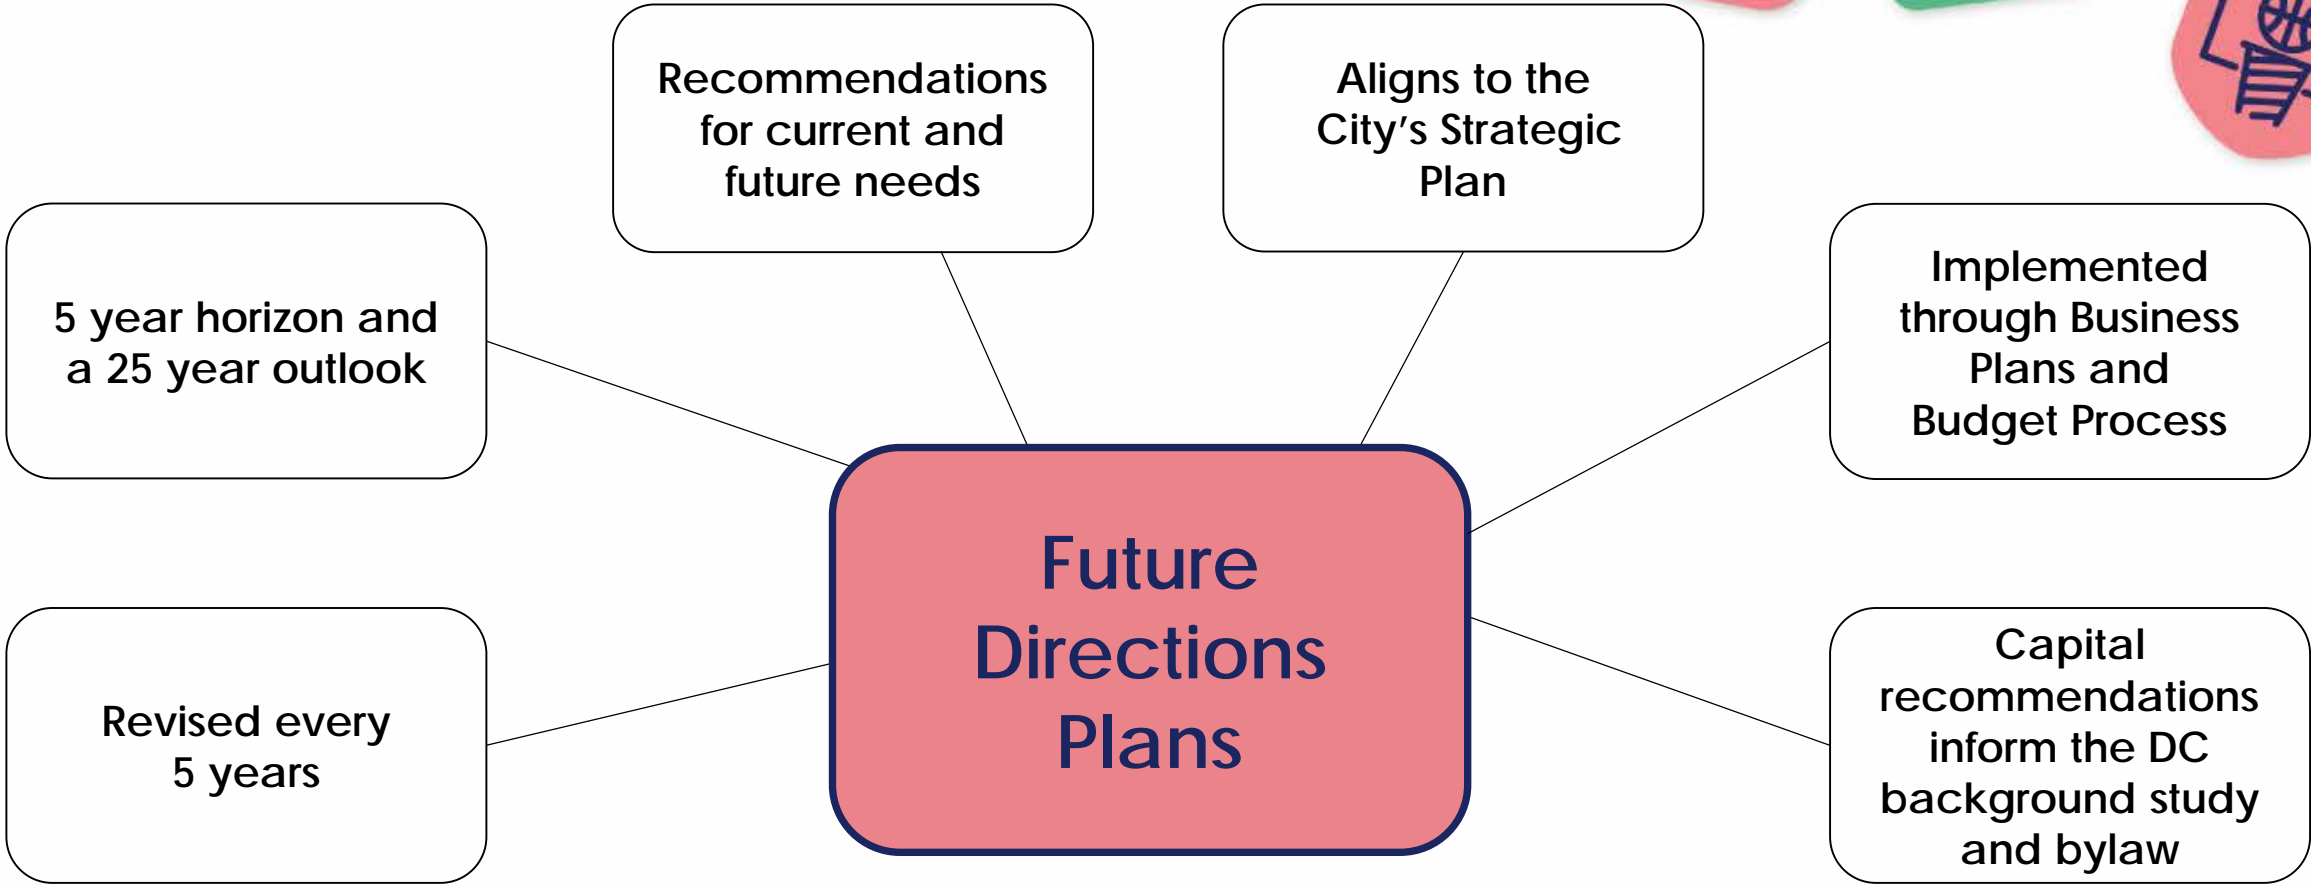 Recommendations
for current and
future needs
Aligns to the
City's Strategic
Plan
5 year horizon and
a 25 year outlook
Implemented
through Business
Plans and
Budget Process
Future
Directions
Plans
Revised every
5 years
Capital
recommendations
inform the DC
background study
and bylaw